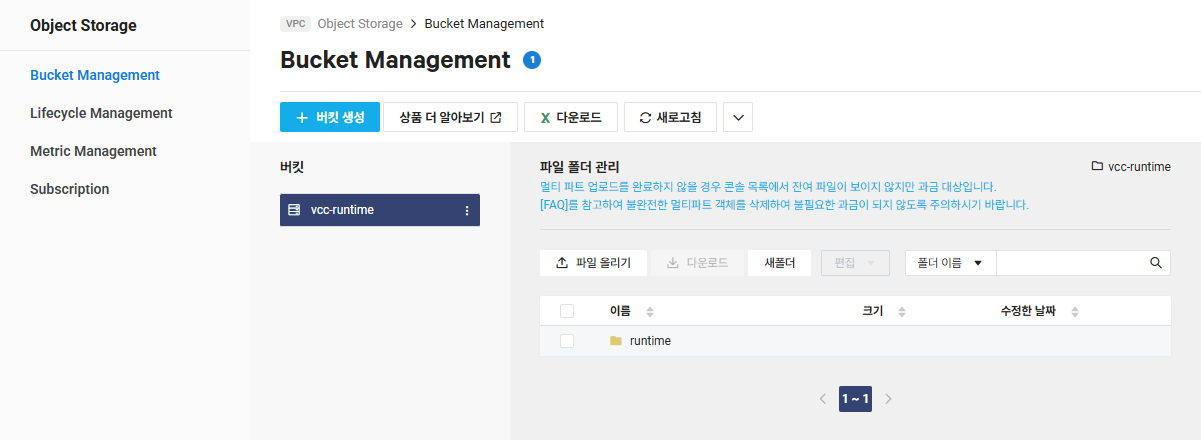 Object Storage
Bucket Management
Lifecycle Management
Metric Management
Subscription
VPC Object Storage > Bucket Management
Bucket Management 1
+ 버킷 생성 상품 더 알아보기 X 다운로드 새로고침
버킷
vcc-runtime
파일 폴더 관리 vcc-runtime
멀티 파트 업로드를 완료하지 않을 경우 콘솔 목록에서 잔여 파일이 보이지 않지만 과금 대상입니다.
[FAQ]를 참고하여 불완전한 멀티파트 객체를 삭제하여 불필요한 과금이 되지 않도록 주의하시기 바랍니다.
파일 올리기 다운로드 새폴더 편집 폴더 이름
이름 크기 수정한 날짜
runtime
1 ~ 1